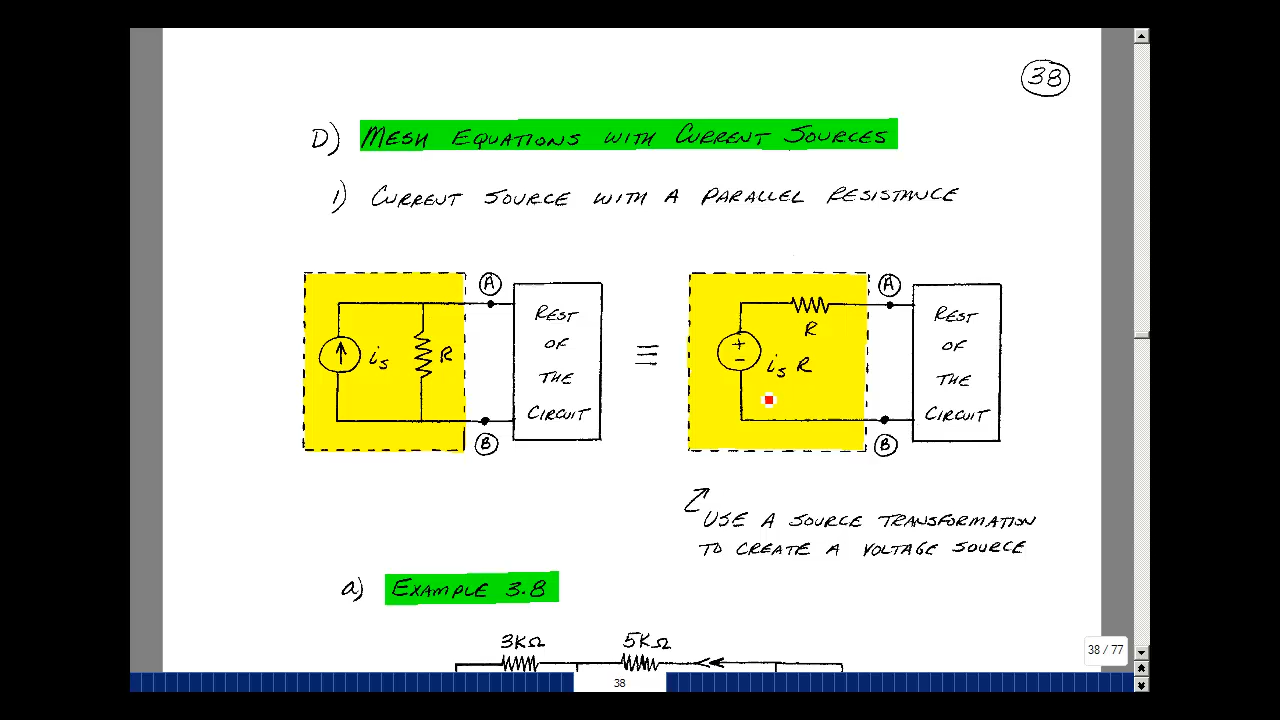 38
D) MESH EQUATIONS WITH CURRENT SOURCES
1) CURRENT SOURCE WITH A PARALLEL RESISTANCE
A
A
REST
OF
THE
CIRCUIT
is
R
≡
R
+
−
is R
REST
OF
THE
CIRCUIT
B
B
USE A SOURCE TRANSFORMATION
TO CREATE A VOLTAGE SOURCE
a) EXAMPLE 3.8
3KΩ
5KΩ
38 / 77
38